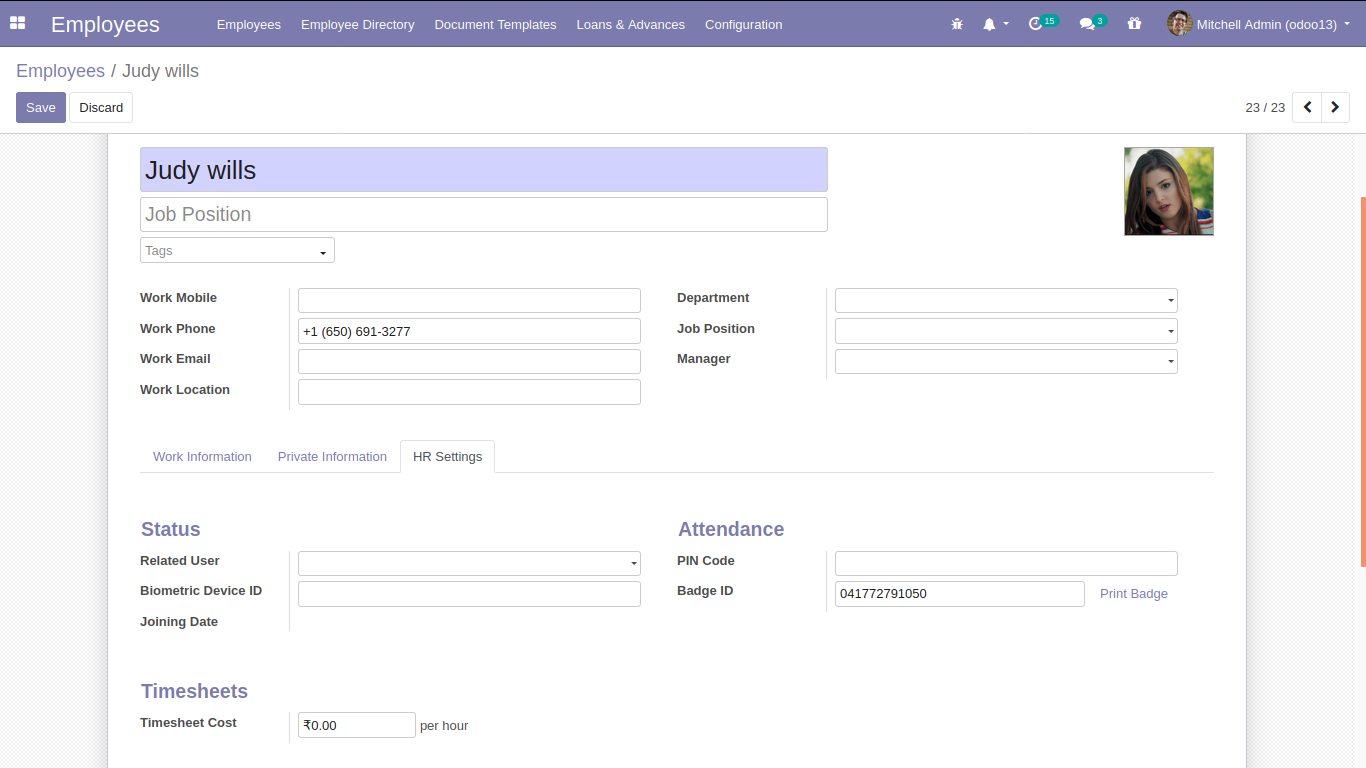 Employees Employees Employee Directory Document Templates Loans & Advances Configuration 15 3 Mitchell Admin (odoo13)
Employees / Judy wills
Save Discard 23 / 23
Judy wills
Job Position
Tags
Work Mobile Department
Work Phone +1 (650) 691-3277 Job Position
Work Email Manager
Work Location
Work Information Private Information HR Settings
Status Attendance
Related User PIN Code
Biometric Device ID Badge ID 041772791050 Print Badge
Joining Date
Timesheets
Timesheet Cost ₹0.00 per hour